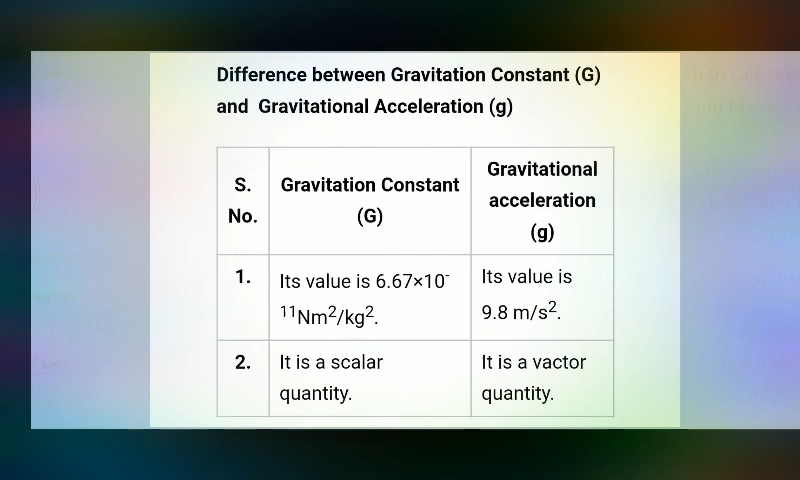 Difference between Gravitation Constant (G)
and Gravitational Acceleration (g)
S.
No.
Gravitation Constant
(G)
Gravitational
acceleration
(g)
1.
Its value is 6.67×10⁻
¹¹Nm²/kg².
Its value is
9.8 m/s².
2.
It is a scalar
quantity.
It is a vactor
quantity.